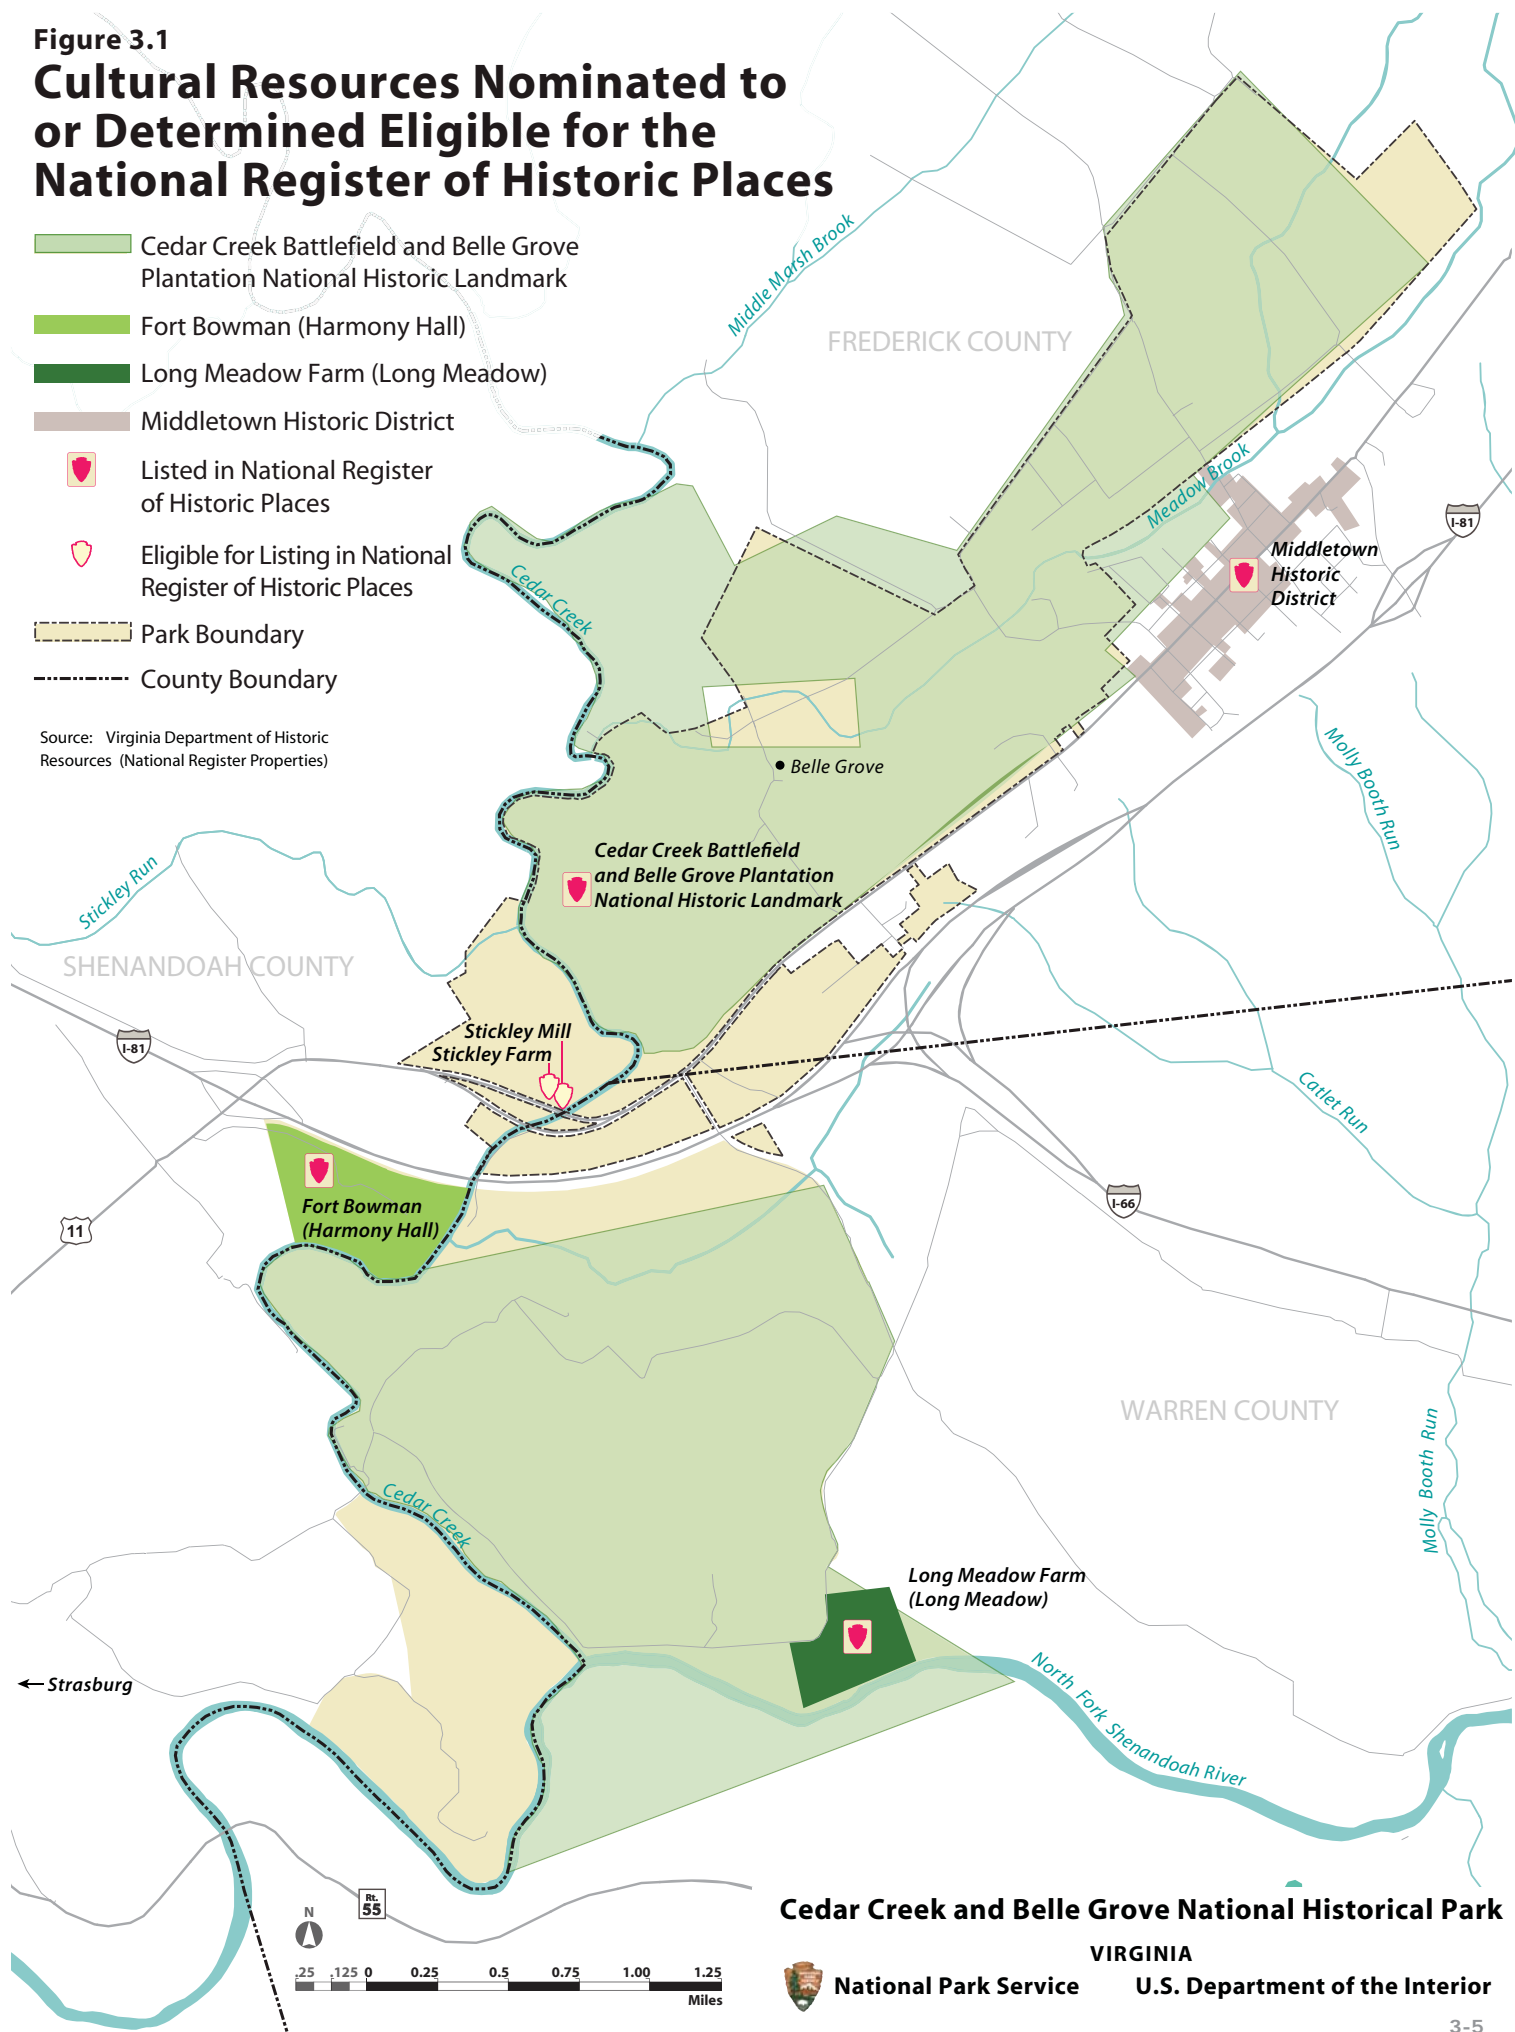 Figure 3.1
Cultural Resources Nominated to
or Determined Eligible for the
National Register of Historic Places
Cedar Creek Battlefield and Belle Grove
Plantation National Historic Landmark
Fort Bowman (Harmony Hall)
Long Meadow Farm (Long Meadow)
Middletown Historic District
Listed in National Register
of Historic Places
Eligible for Listing in National
Register of Historic Places
Park Boundary
County Boundary
Source: Virginia Department of Historic
Resources (National Register Properties)
Middle Marsh Brook
FREDERICK COUNTY
Meadow Brook
I-81
Middletown
Historic
District
Cedar Creek
Molly Booth Run
Belle Grove
Cedar Creek Battlefield
and Belle Grove Plantation
National Historic Landmark
Stickley Run
SHENANDOAH COUNTY
I-81
Stickley Mill
Stickley Farm
Catlet Run
I-66
11
Fort Bowman
(Harmony Hall)
WARREN COUNTY
Molly Booth Run
Cedar Creek
Long Meadow Farm
(Long Meadow)
North Fork Shenandoah River
Strasburg
Rt.
55
N
.25 .125 0 0.25 0.5 0.75 1.00 1.25
Miles
Cedar Creek and Belle Grove National Historical Park
VIRGINIA
National Park Service U.S. Department of the Interior
3-5